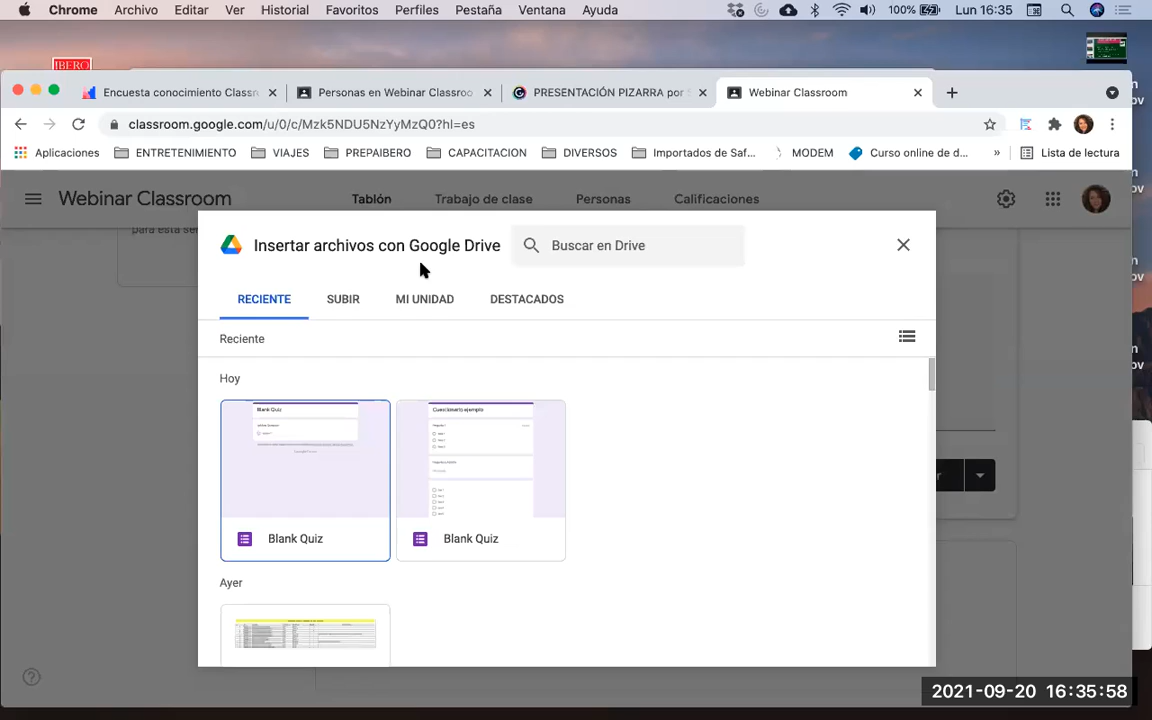 Chrome Archivo Editar Ver Historial Favoritos Perfiles Pestaña Ventana Ayuda 100% Lun 16:35
IBERO
Encuesta conocimiento Classr Personas en Webinar Classroo PRESENTACIÓN PIZARRA por Webinar Classroom
classroom.google.com/u/0/c/Mzk5NDU5NzYyMzQ0?hl=es
Aplicaciones ENTRETENIMIENTO VIAJES PREPAIBERO CAPACITACION DIVERSOS Importados de Saf... MODEM Curso online de d... » Lista de lectura
Webinar Classroom Tablón Trabajo de clase Personas Calificaciones
para esta se
Insertar archivos con Google Drive Buscar en Drive
RECIENTE SUBIR MI UNIDAD DESTACADOS
Reciente
Hoy
Blank Quiz Cuestionario ejemplo
Blank Quiz Blank Quiz
Ayer
2021-09-20 16:35:58